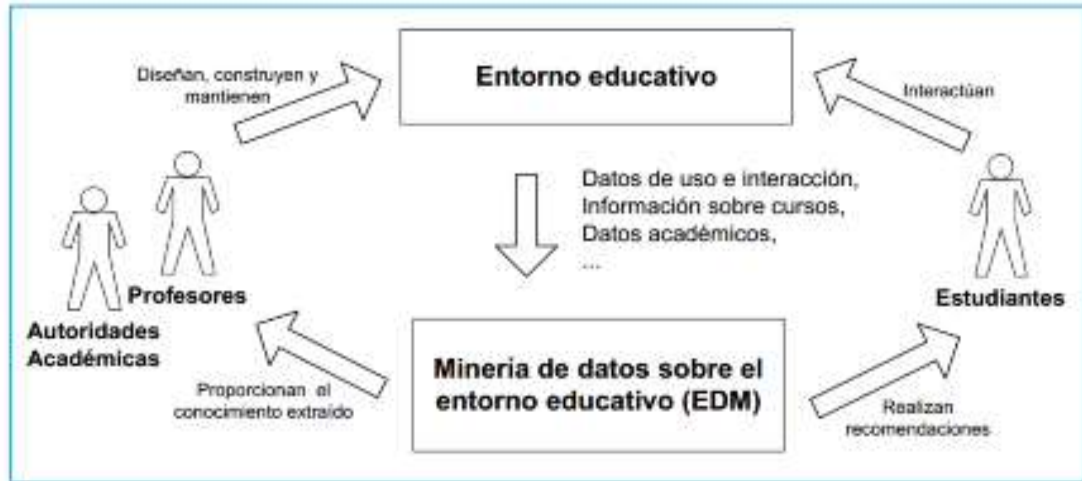 Diseñan, construyen y
mantienen
Entorno educativo
Interactúan
Datos de uso e interacción,
Información sobre cursos,
Datos académicos,
...
Profesores
Autoridades
Académicas
Estudiantes
Proporcionan el
conocimiento extraído
Mineria de datos sobre el
entorno educativo (EDM)
Realizan
recomendaciones